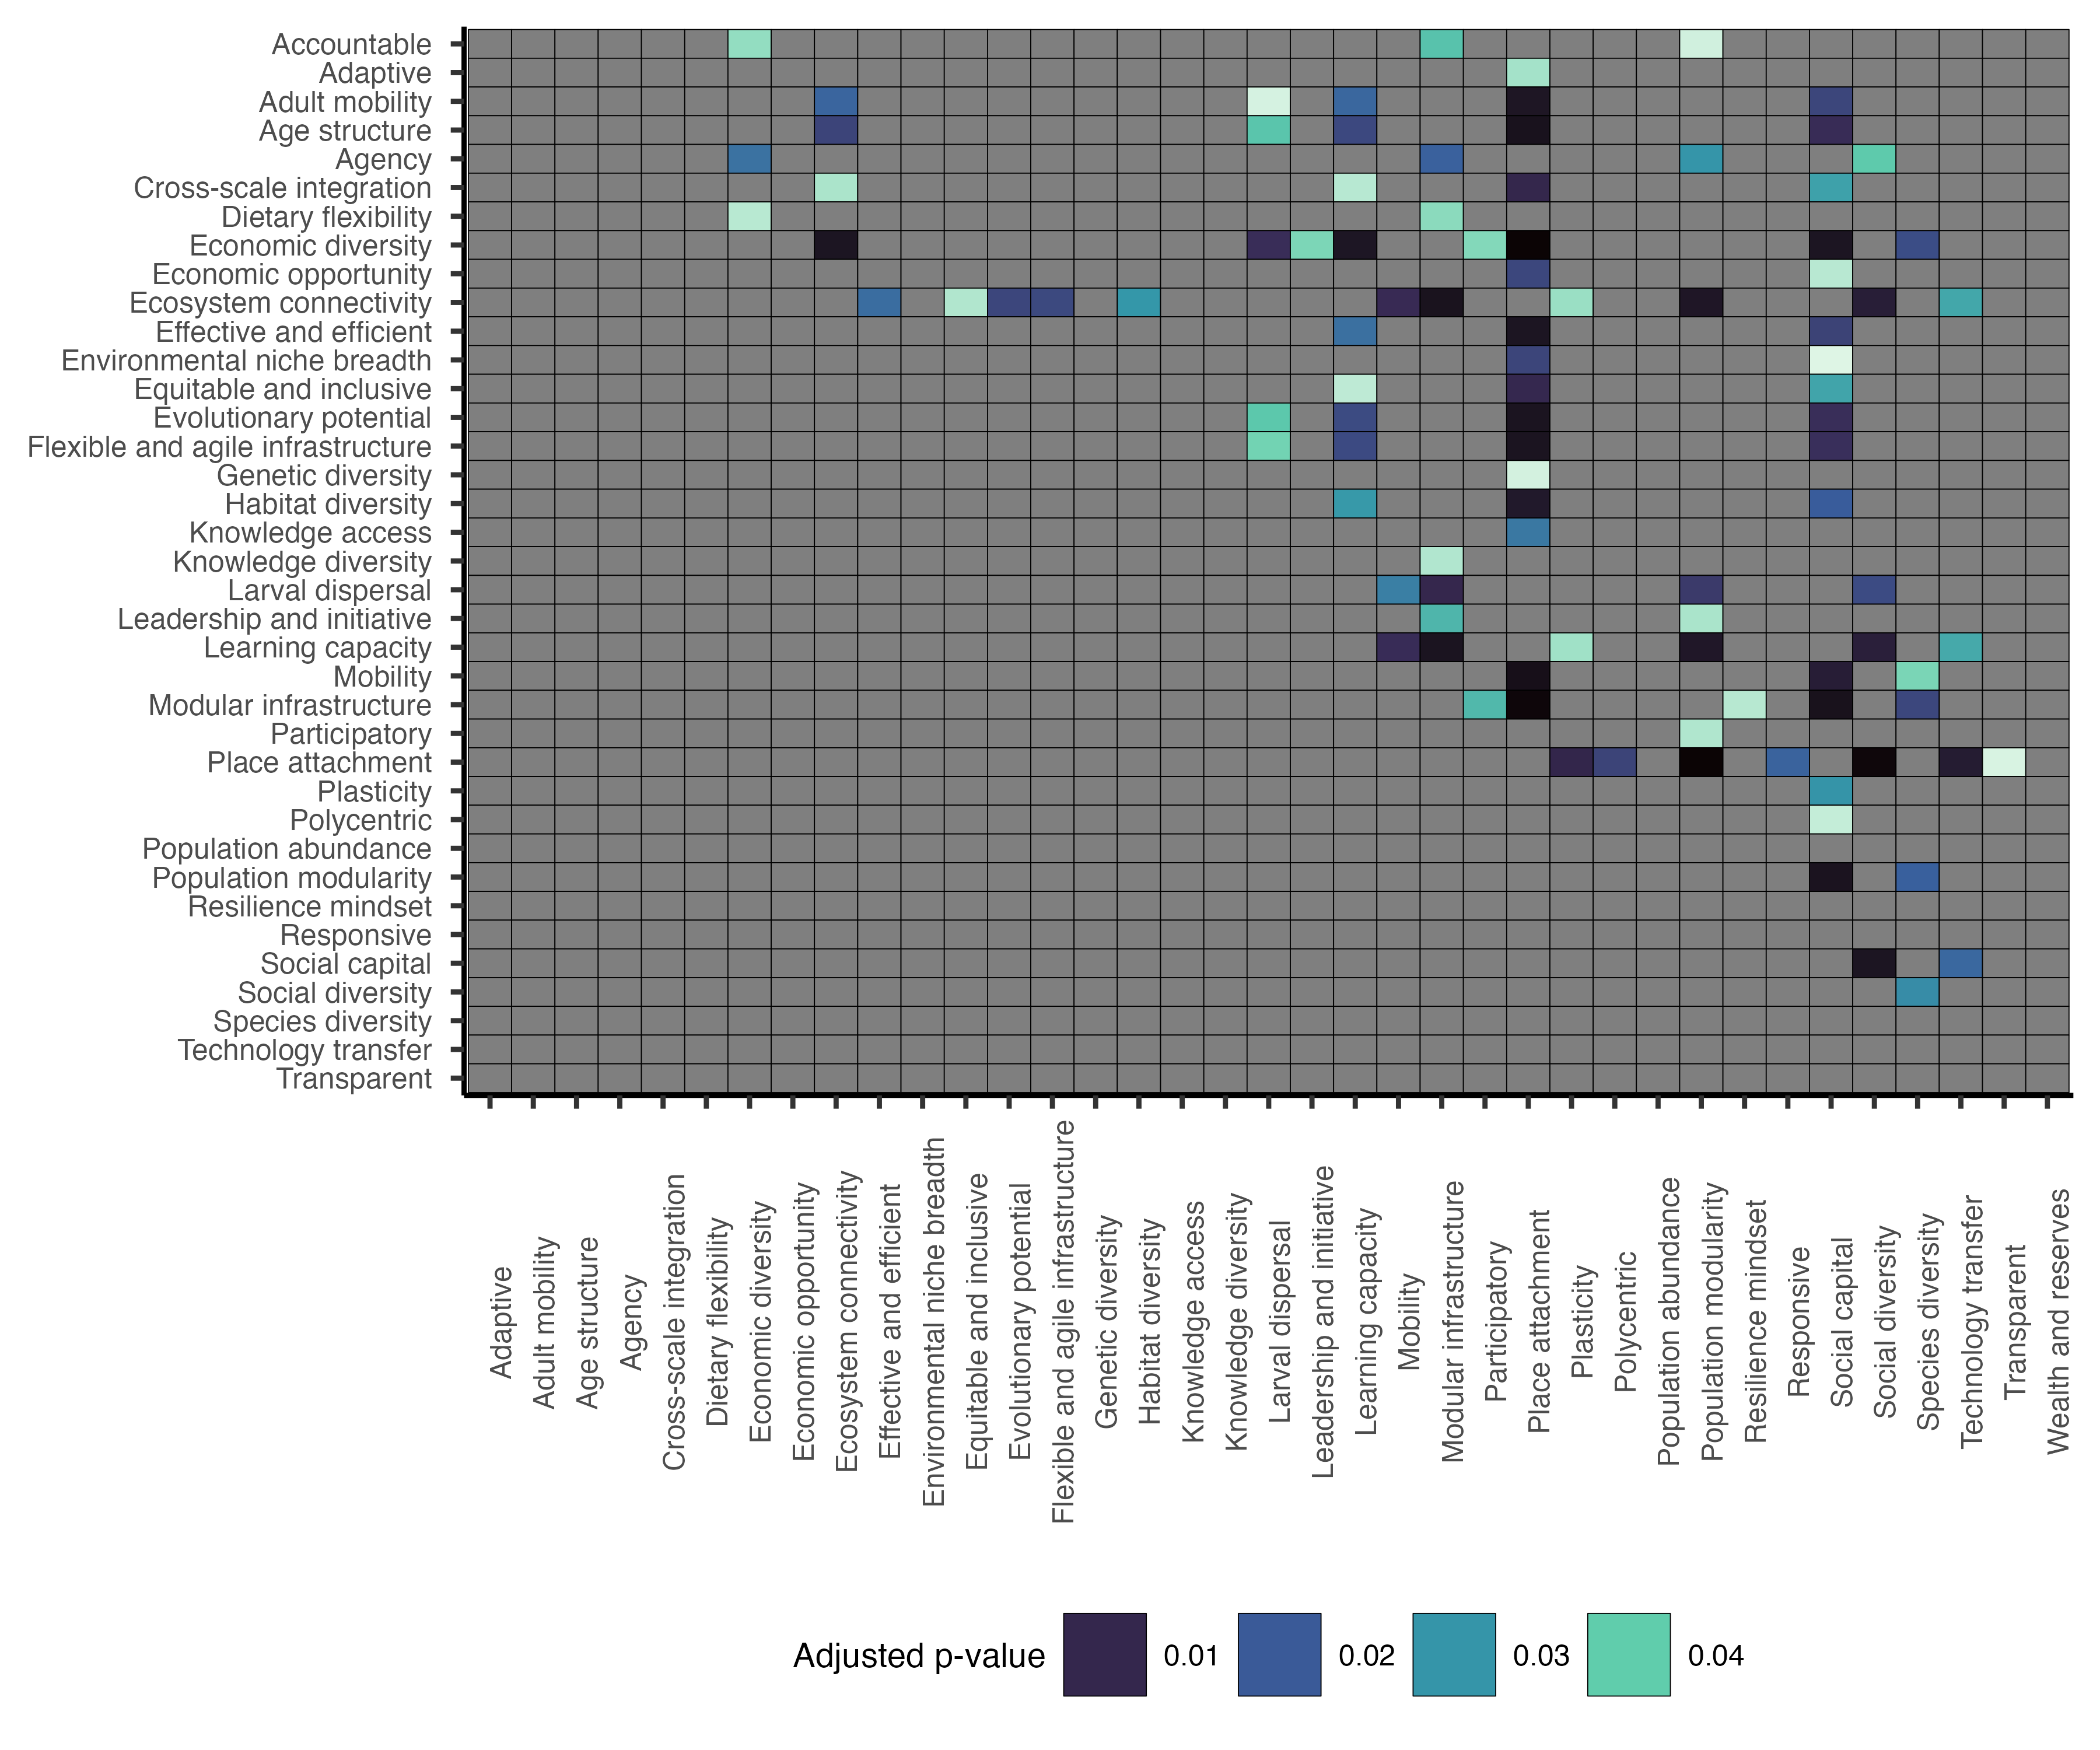 Accountable
Adaptive
Adult mobility
Age structure
Agency
Cross-scale integration
Dietary flexibility
Economic diversity
Economic opportunity
Ecosystem connectivity
Effective and efficient
Environmental niche breadth
Equitable and inclusive
Evolutionary potential
Flexible and agile infrastructure
Genetic diversity
Habitat diversity
Knowledge access
Knowledge diversity
Larval dispersal
Leadership and initiative
Learning capacity
Mobility
Modular infrastructure
Participatory
Place attachment
Plasticity
Polycentric
Population abundance
Population modularity
Resilience mindset
Responsive
Social capital
Social diversity
Species diversity
Technology transfer
Transparent
Adaptive
Adult mobility
Age structure
Agency
Cross-scale integration
Dietary flexibility
Economic diversity
Economic opportunity
Ecosystem connectivity
Effective and efficient
Environmental niche breadth
Equitable and inclusive
Evolutionary potential
Flexible and agile infrastructure
Genetic diversity
Habitat diversity
Knowledge access
Knowledge diversity
Larval dispersal
Leadership and initiative
Learning capacity
Mobility
Modular infrastructure
Participatory
Place attachment
Plasticity
Polycentric
Population abundance
Population modularity
Resilience mindset
Responsive
Social capital
Social diversity
Species diversity
Technology transfer
Transparent
Wealth and reserves
Adjusted p-value 0.01 0.02 0.03 0.04